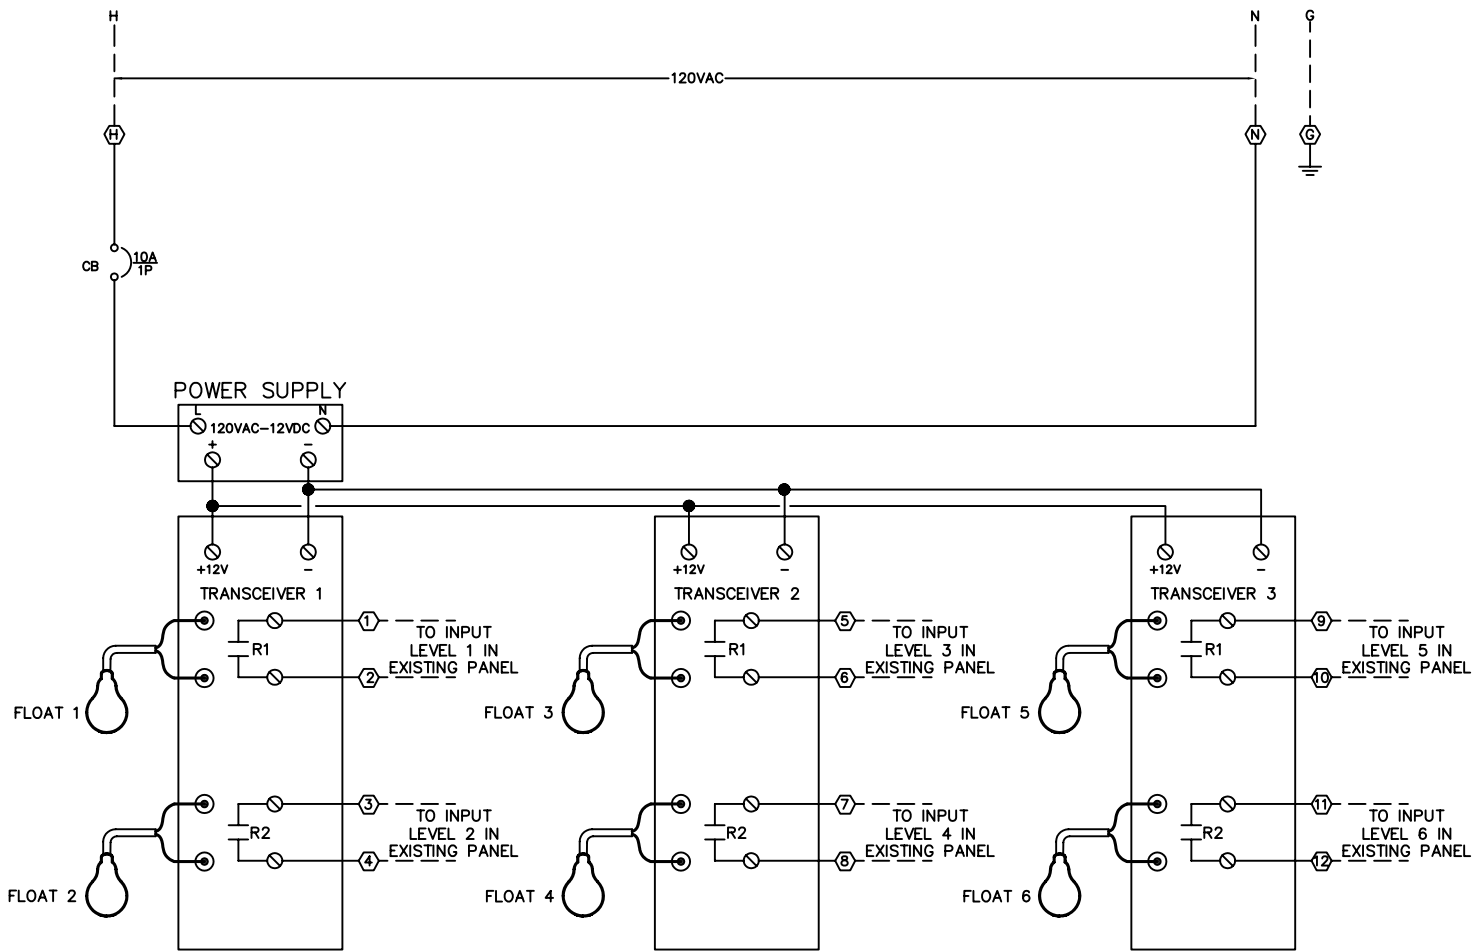 H
N
G
120VAC
H
N
G
CB
10A
1P
POWER SUPPLY
L
N
120VAC-12VDC
+
-
+12V
-
+12V
-
+12V
-
TRANSCEIVER 1
TRANSCEIVER 2
TRANSCEIVER 3
R1
1
2
TO INPUT
LEVEL 1 IN
EXISTING PANEL
FLOAT 1
R1
5
6
TO INPUT
LEVEL 3 IN
EXISTING PANEL
FLOAT 3
R1
9
10
TO INPUT
LEVEL 5 IN
EXISTING PANEL
FLOAT 5
R2
3
4
TO INPUT
LEVEL 2 IN
EXISTING PANEL
FLOAT 2
R2
7
8
TO INPUT
LEVEL 4 IN
EXISTING PANEL
FLOAT 4
R2
11
12
TO INPUT
LEVEL 6 IN
EXISTING PANEL
FLOAT 6